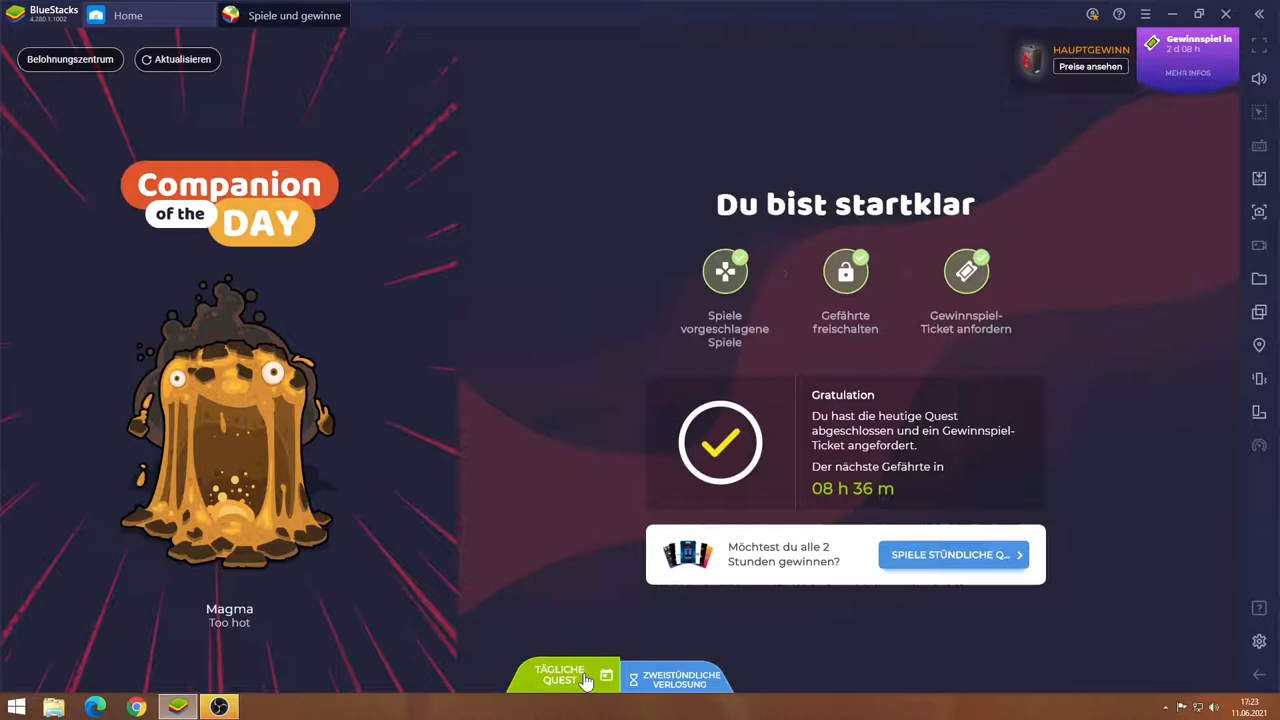 BlueStacks
4.280.1.1002
Home
Spiele und gewinne
Belohnungszentrum
Aktualisieren
HAUPTGEWINN
Preise ansehen
Gewinnspiel in
2 d 08 h
MEHR INFOS
Companion
of the
DAY
Magma
Too hot
Du bist startklar
Spiele
vorgeschlagene
Spiele
Gefährte
freischalten
Gewinnspiel-
Ticket anfordern
Gratulation
Du hast die heutige Quest
abgeschlossen und ein Gewinnspiel-
Ticket angefordert.
Der nächste Gefährte in
08 h 36 m
Möchtest du alle 2
Stunden gewinnen?
SPIELE STÜNDLICHE Q...
TÄGLICHE
QUEST
ZWEISTÜNDLICHE
VERLOSUNG
17:23
11.06.2021